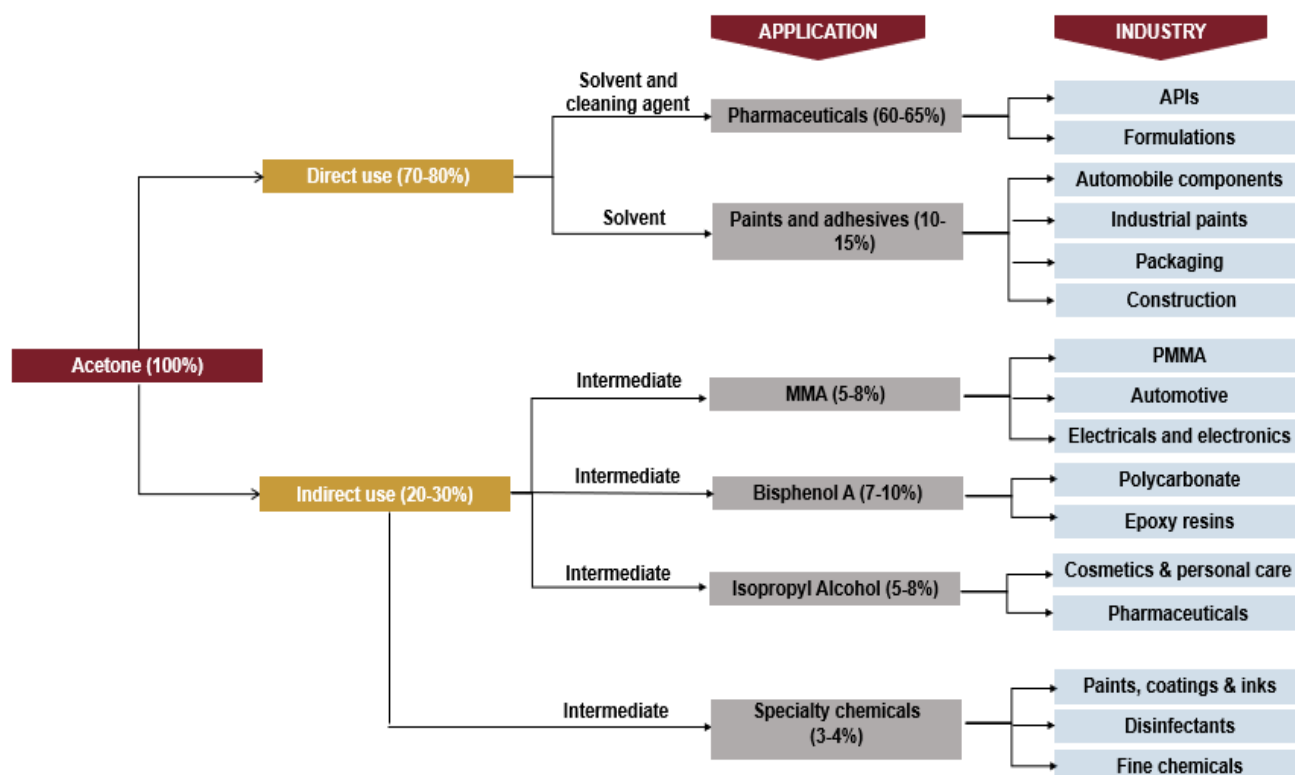 APPLICATION
INDUSTRY
Solvent and
cleaning agent
Pharmaceuticals (60-65%)
APIs
Formulations
Direct use (70-80%)
Solvent
Paints and adhesives (10-
15%)
Automobile components
Industrial paints
Packaging
Construction
Acetone (100%)
Intermediate
MMA (5-8%)
PMMA
Automotive
Electricals and electronics
Indirect use (20-30%)
Intermediate
Bisphenol A (7-10%)
Polycarbonate
Epoxy resins
Intermediate
Isopropyl Alcohol (5-8%)
Cosmetics & personal care
Pharmaceuticals
Intermediate
Specialty chemicals
(3-4%)
Paints, coatings & inks
Disinfectants
Fine chemicals